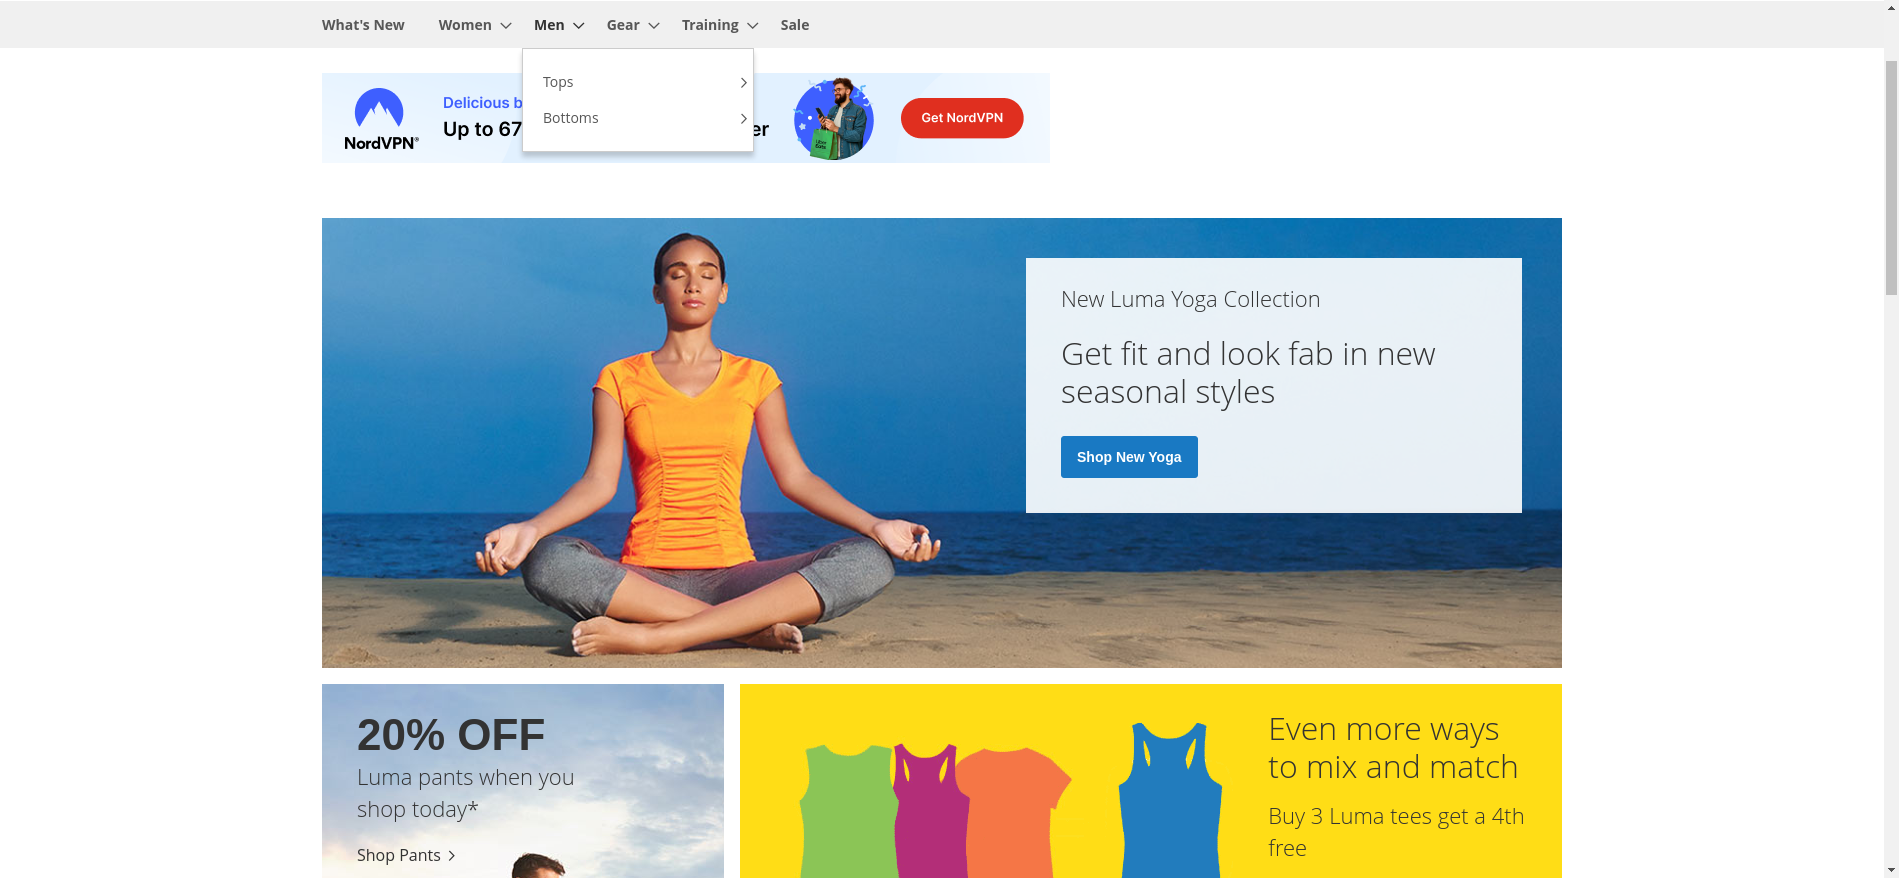 What's New Women Men Gear Training Sale
Tops
Bottoms
NordVPN®
Delicious b
Up to 67
er
Get NordVPN
New Luma Yoga Collection
Get fit and look fab in new
seasonal styles
Shop New Yoga
20% OFF
Luma pants when you
shop today*
Shop Pants
Even more ways
to mix and match
Buy 3 Luma tees get a 4th
free